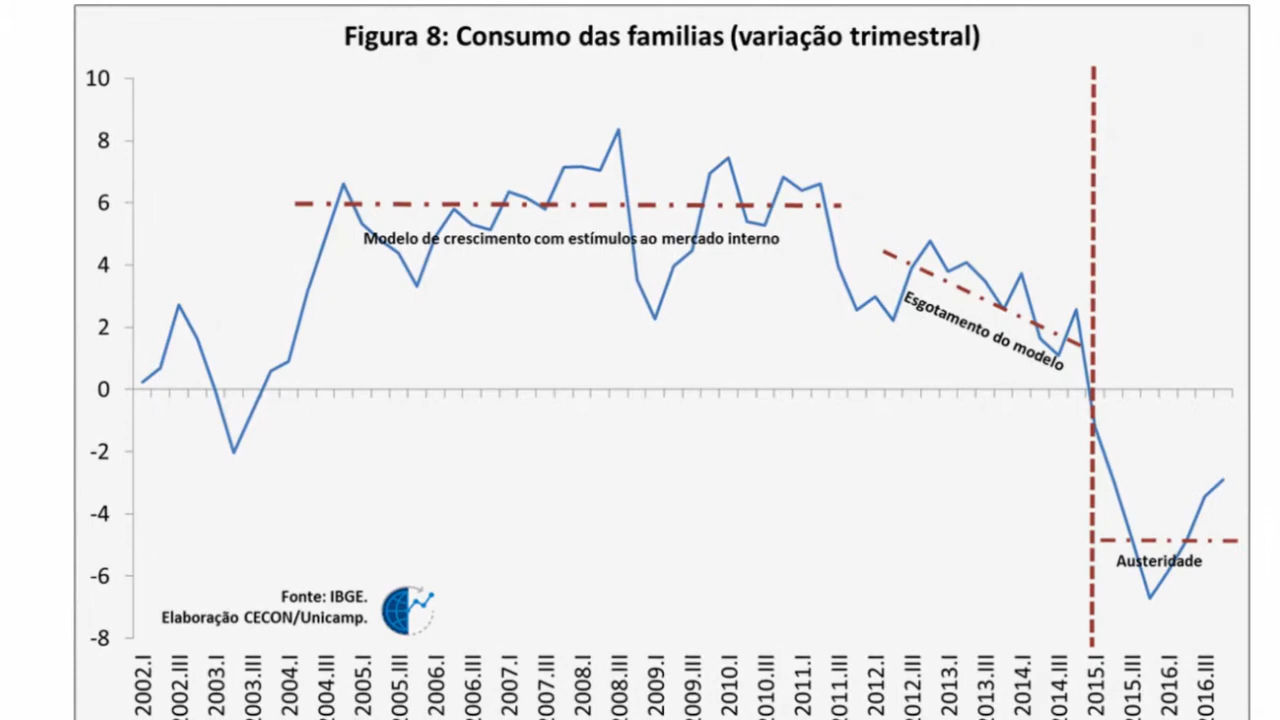 Figura 8: Consumo das familias (variação trimestral)
10
8
6
4
2
0
-2
-4
-6
-8
Modelo de crescimento com estímulos ao mercado interno
Esgotamento do modelo
Austeridade
Fonte: IBGE.
Elaboração CECON/Unicamp.
2002.I
2002.III
2003.I
2003.III
2004.I
2004.III
2005.I
2005.III
2006.I
2006.III
2007.I
2007.III
2008.I
2008.III
2009.I
2009.III
2010.I
2010.III
2011.I
2011.III
2012.I
2012.III
2013.I
2013.III
2014.I
2014.III
2015.I
2015.III
2016.I
2016.III